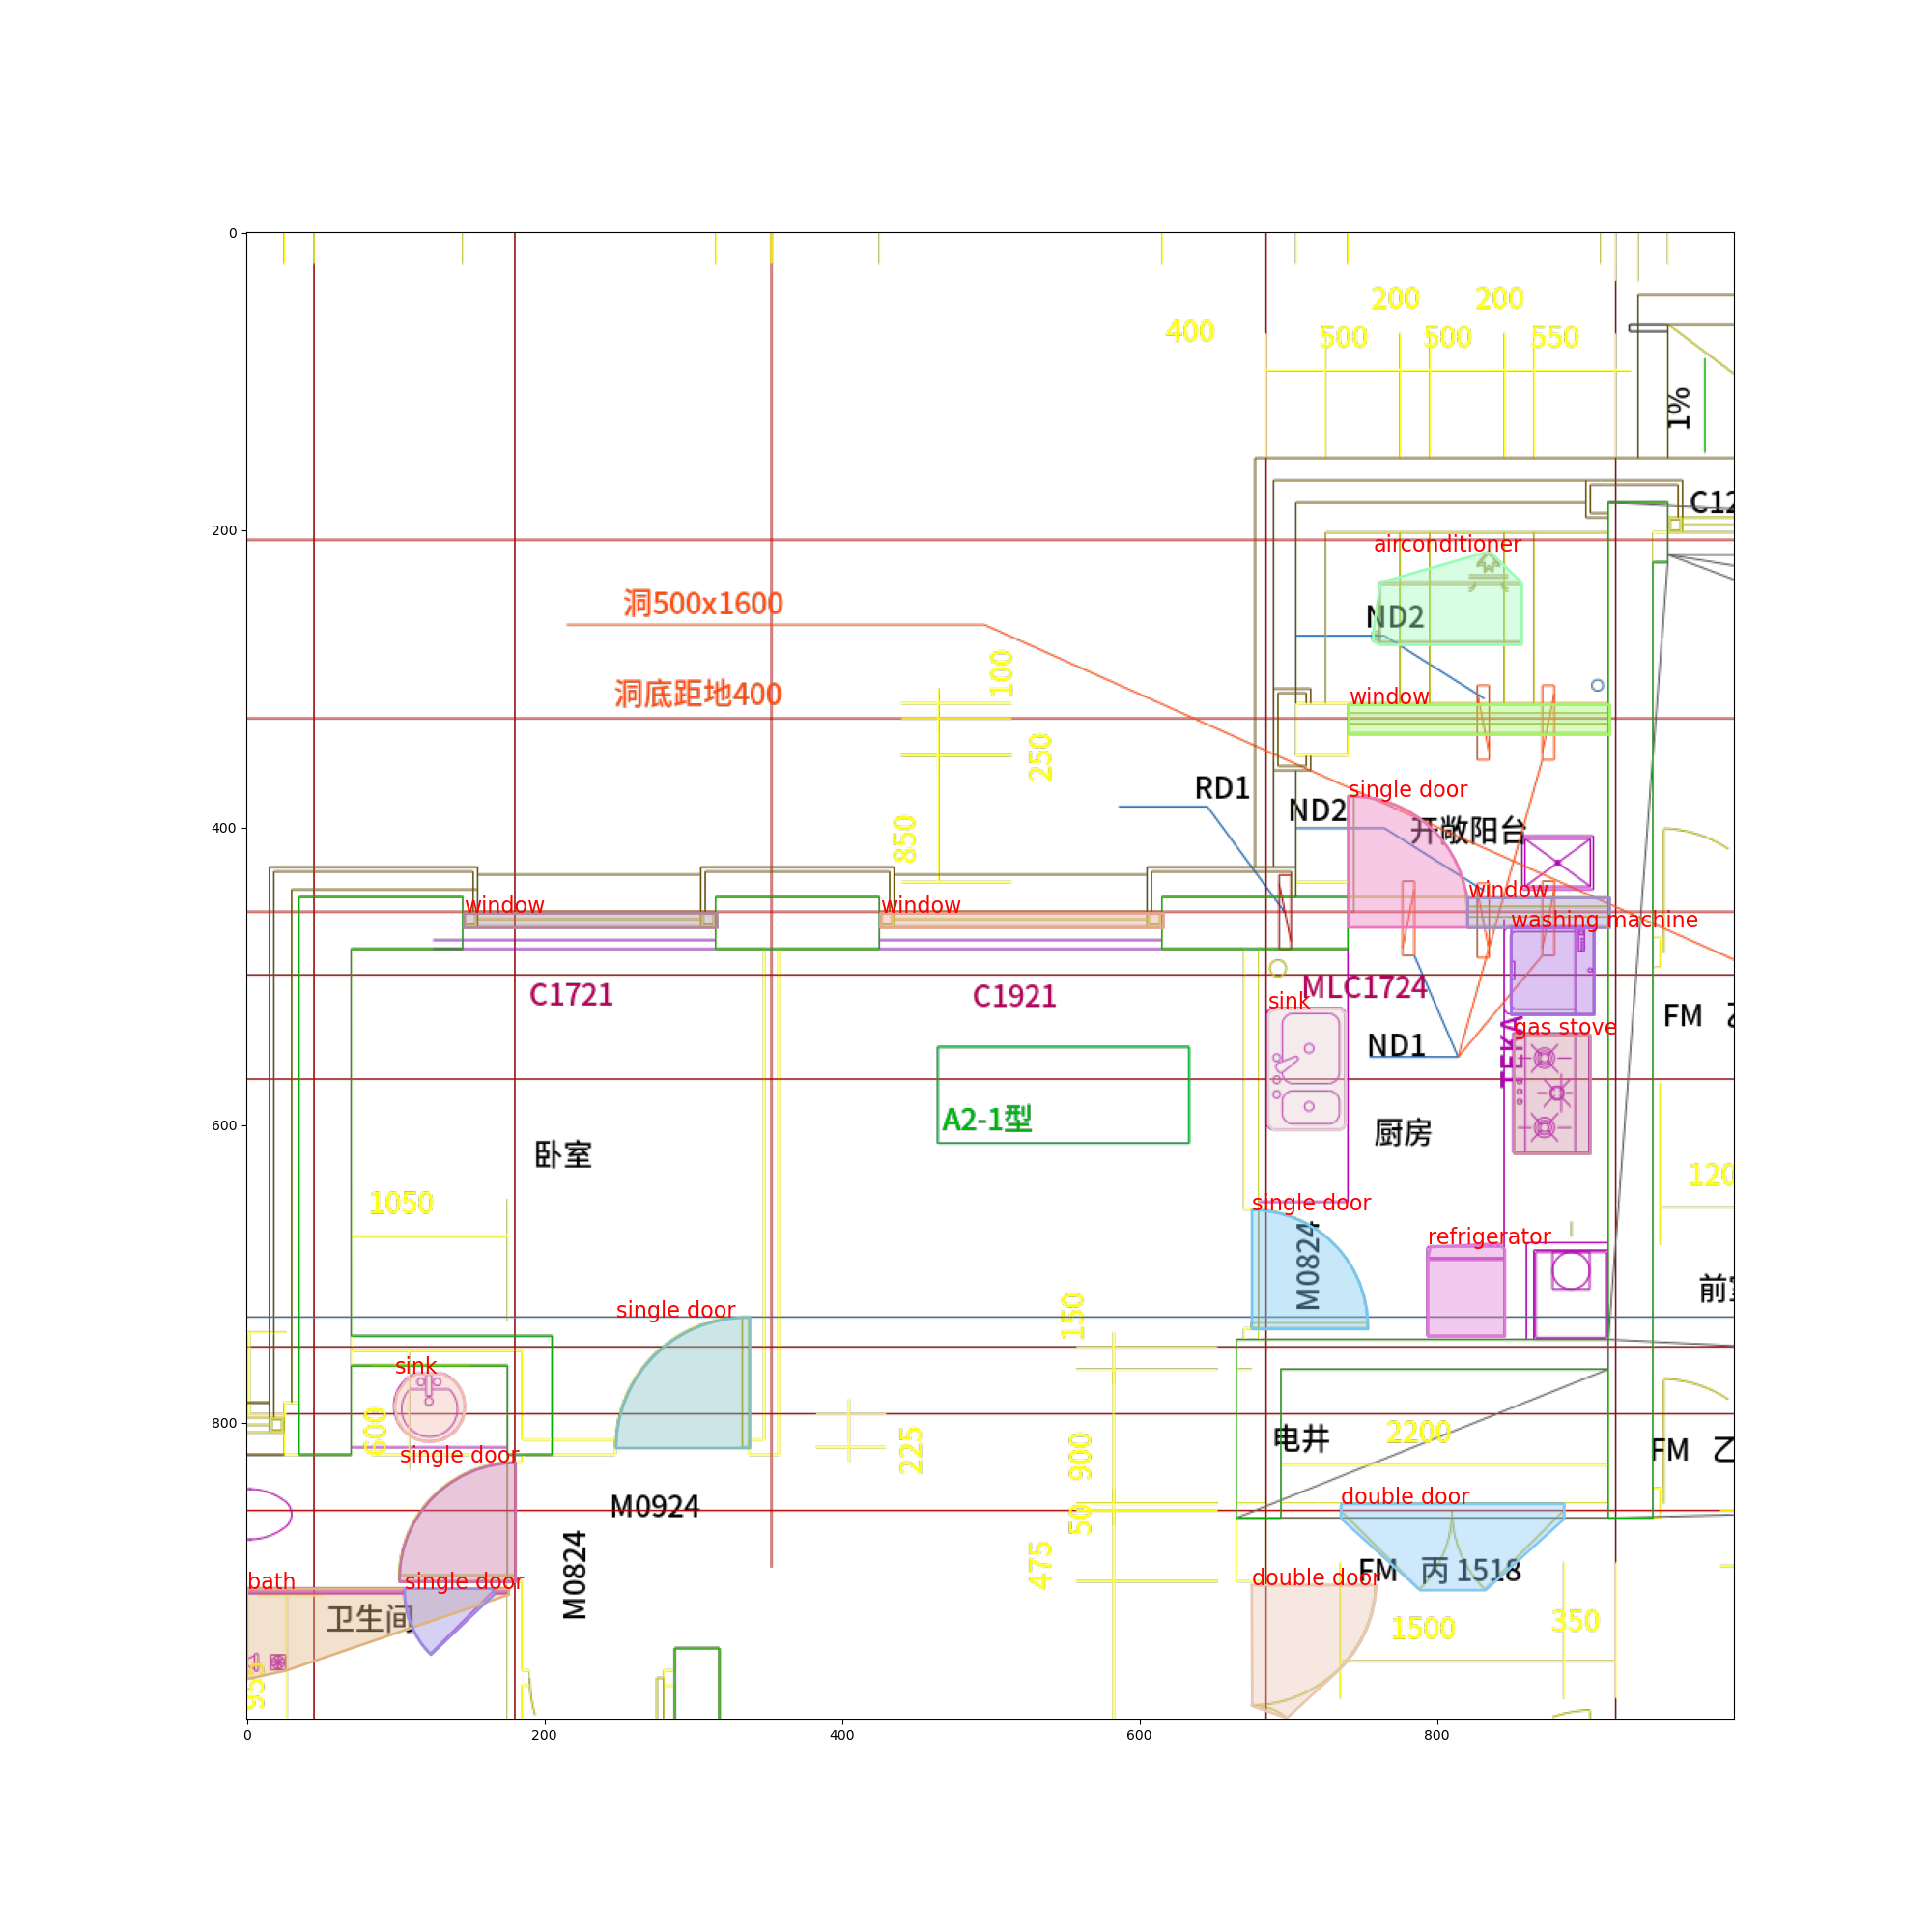 0
200
400
600
800
0
200
400
600
800
200
200
400
500
500
550
1%
airconditioner
洞500x1600
ND2
100
洞底距地400
window
250
RD1
single door
ND2
850
开敞阳台
window
window
window
washing machine
C1721
C1921
MLC1724
sink
gas stove
FM
ND1
TEKA
A2-1型
厨房
卧室
1050
single door
M0824
refrigerator
150
single door
sink
600
电井
2200
single door
225
900
FM 乙
double door
M0924
50
M0824
475
FM 丙 1518
bath
single door
double door
卫生间
1500
350